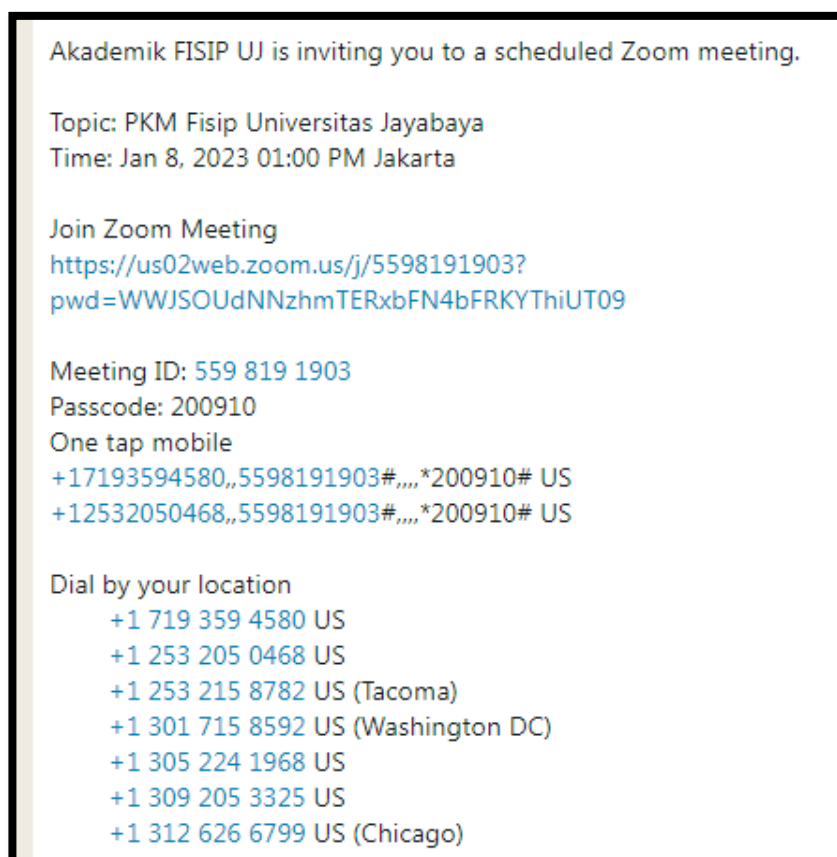 Akademik FISIP UJ is inviting you to a scheduled Zoom meeting.
Topic: PKM Fisip Universitas Jayabaya
Time: Jan 8, 2023 01:00 PM Jakarta
Join Zoom Meeting
https://us02web.zoom.us/j/5598191903?
pwd=WWJSOUdNNzhmTERxbFN4bFRKYThiUT09
Meeting ID: 559 819 1903
Passcode: 200910
One tap mobile
+17193594580,,5598191903#,,,,*200910# US
+12532050468,,5598191903#,,,,*200910# US
Dial by your location
+1 719 359 4580 US
+1 253 205 0468 US
+1 253 215 8782 US (Tacoma)
+1 301 715 8592 US (Washington DC)
+1 305 224 1968 US
+1 309 205 3325 US
+1 312 626 6799 US (Chicago)